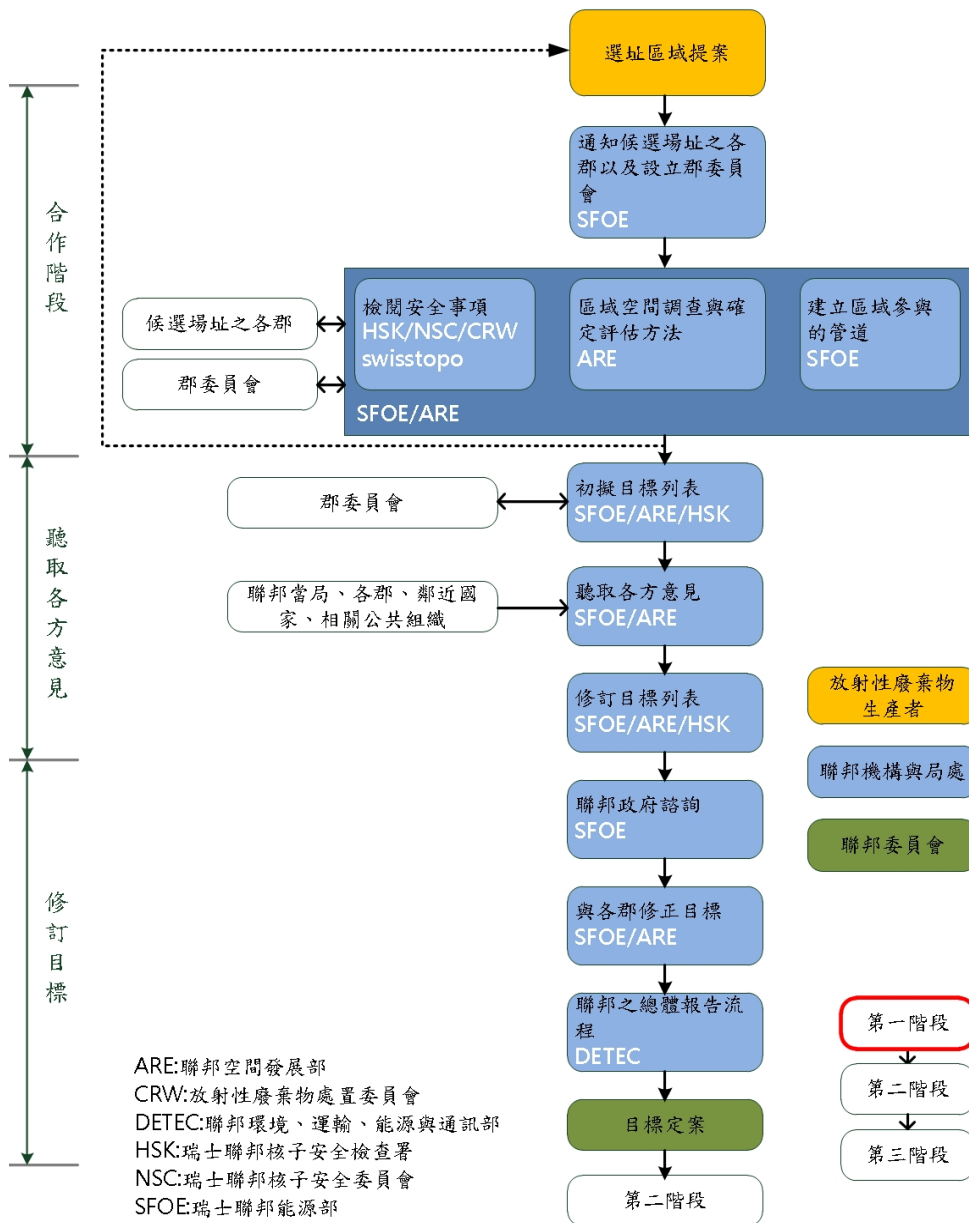 選址區域提案
通知候選場址之各
郡以及設立郡委員
會
SFOE
合作階段
候選場址之各郡
郡委員會
檢閱安全事項
HSK/NSC/CRW
swisstopo
區域空間調查與確
定評估方法
ARE
建立區域參與
的管道
SFOE
SFOE/ARE
聽取各方意見
郡委員會
初擬目標列表
SFOE/ARE/HSK
聯邦當局、各郡、鄰近國
家、相關公共組織
聽取各方意見
SFOE/ARE
修訂目標列表
SFOE/ARE/HSK
放射性廢棄物
生產者
聯邦機構與局處
聯邦委員會
修訂目標
聯邦政府諮詢
SFOE
與各郡修正目標
SFOE/ARE
聯邦之總體報告流
程
DETEC
目標定案
第二階段
第一階段
第二階段
第三階段
ARE:聯邦空間發展部
CRW:放射性廢棄物處置委員會
DETEC:聯邦環境、運輸、能源與通訊部
HSK:瑞士聯邦核子安全檢查署
NSC:瑞士聯邦核子安全委員會
SFOE:瑞士聯邦能源部